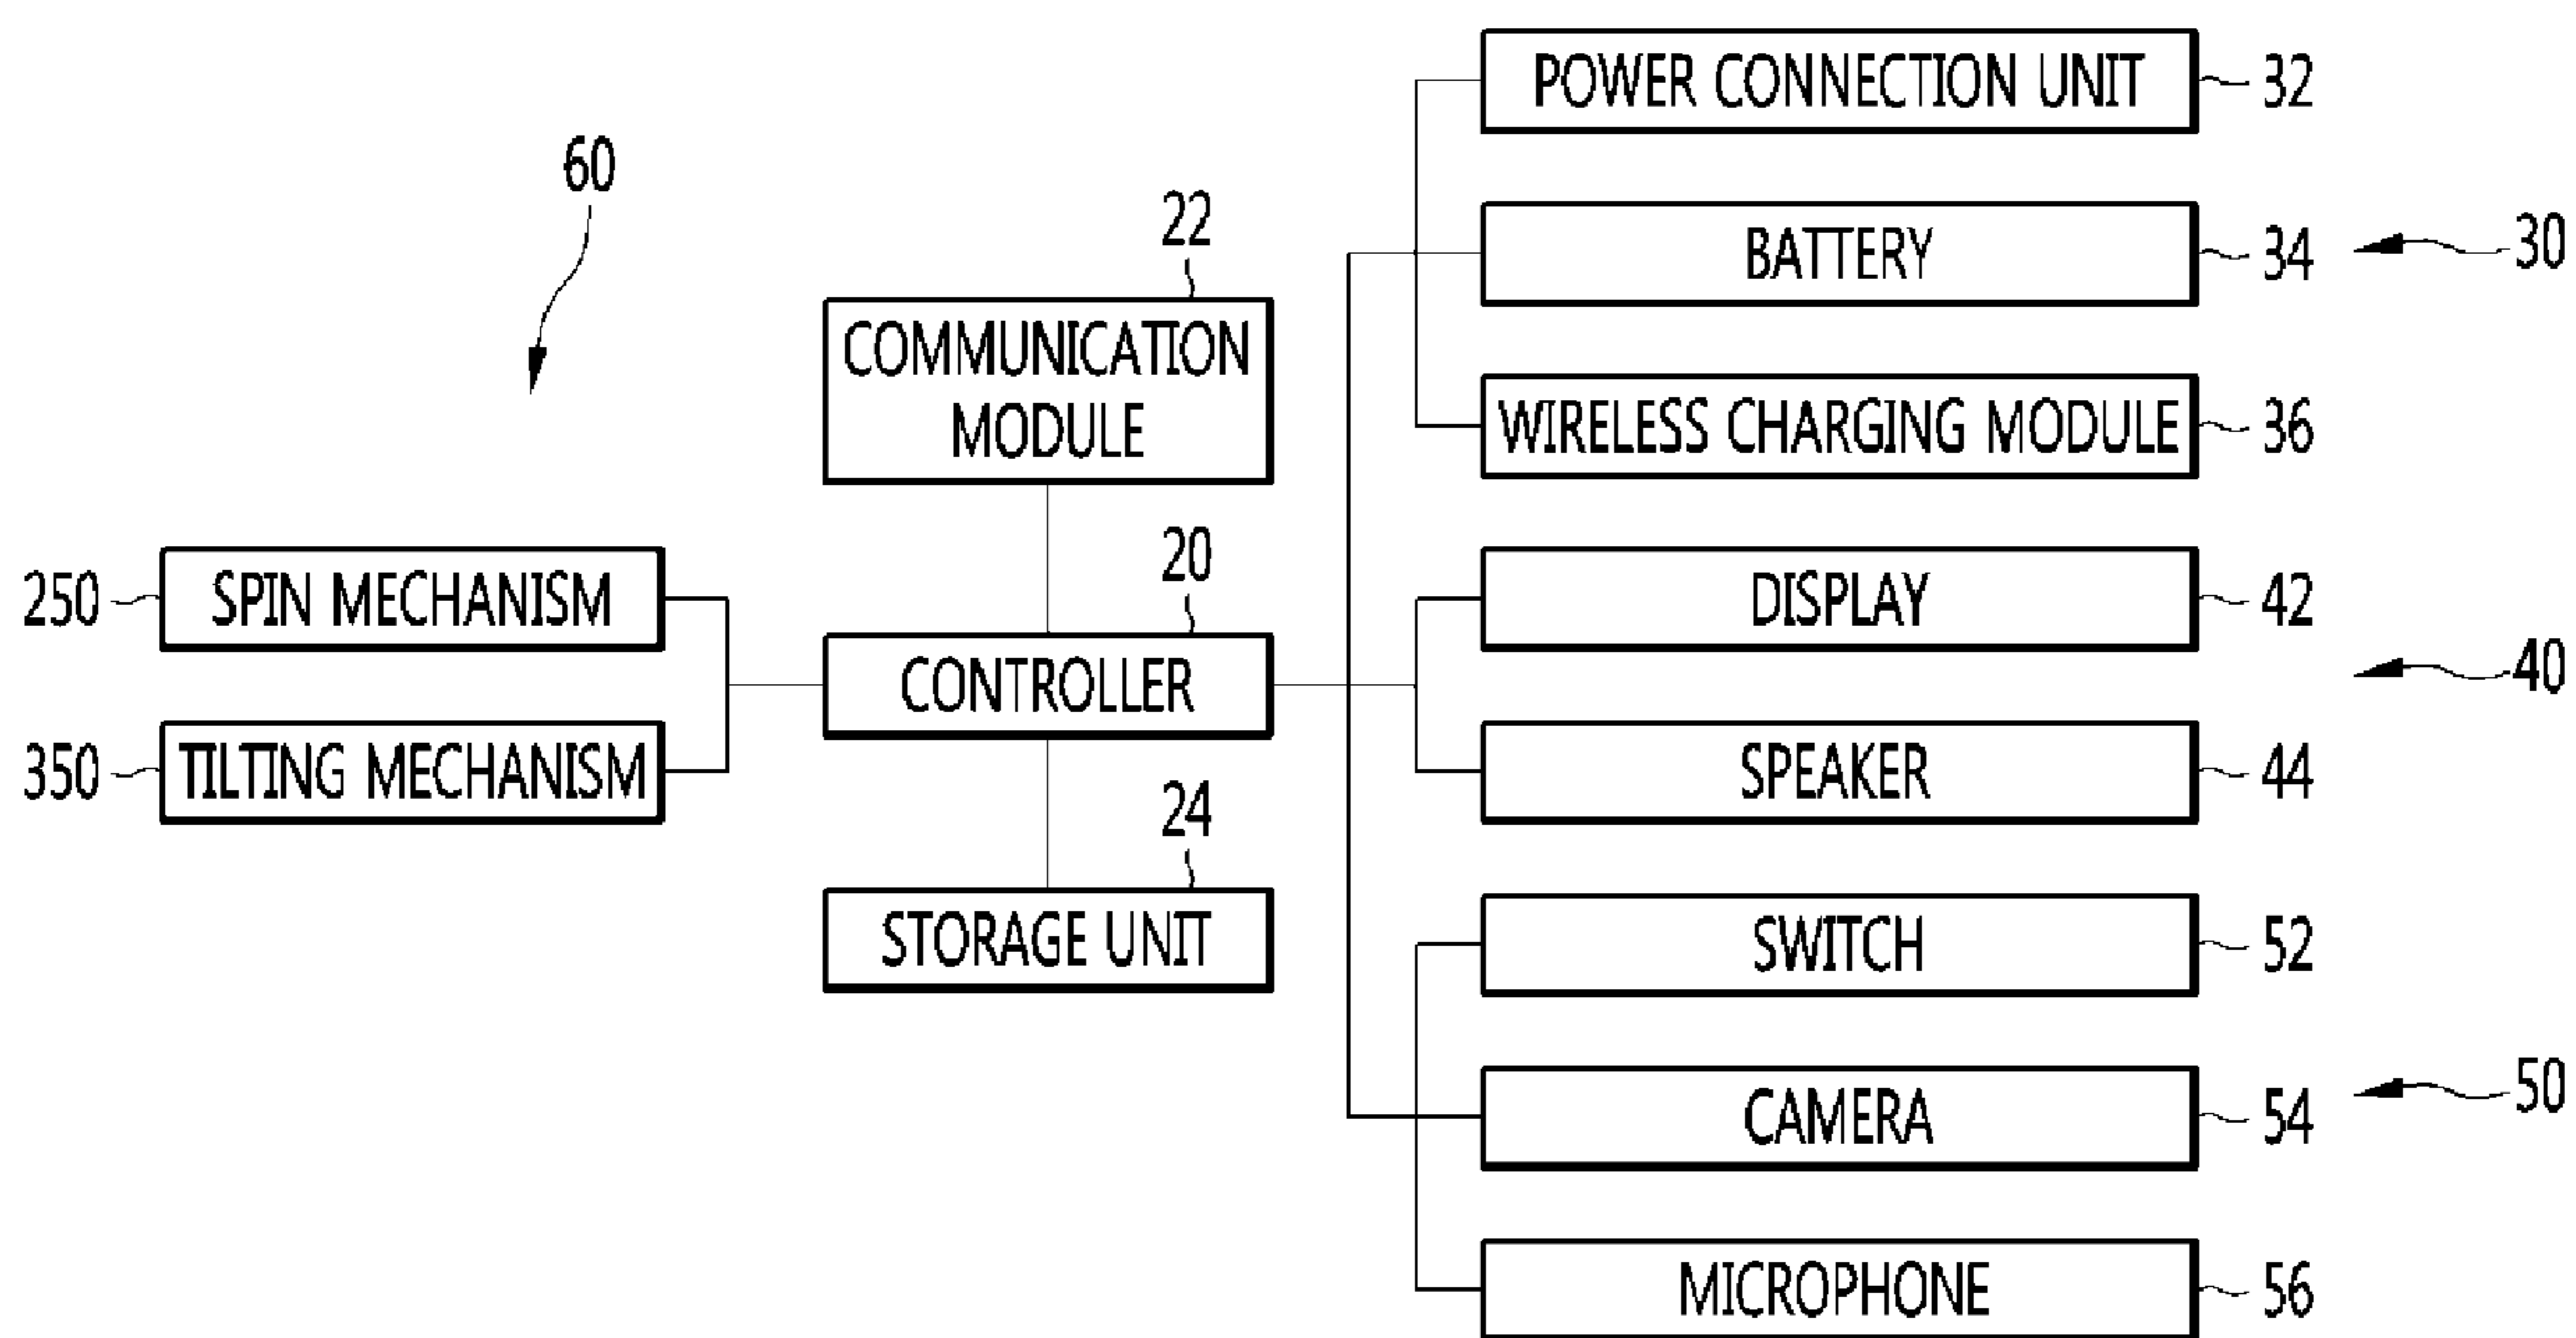 POWER CONNECTION UNIT 32
60
22
BATTERY 34 30
COMMUNICATION
MODULE
WIRELESS CHARGING MODULE 36
20
250 SPIN MECHANISM
DISPLAY 42
CONTROLLER
40
350 TILTING MECHANISM
SPEAKER 44
24
STORAGE UNIT
SWITCH 52
CAMERA 54 50
MICROPHONE 56